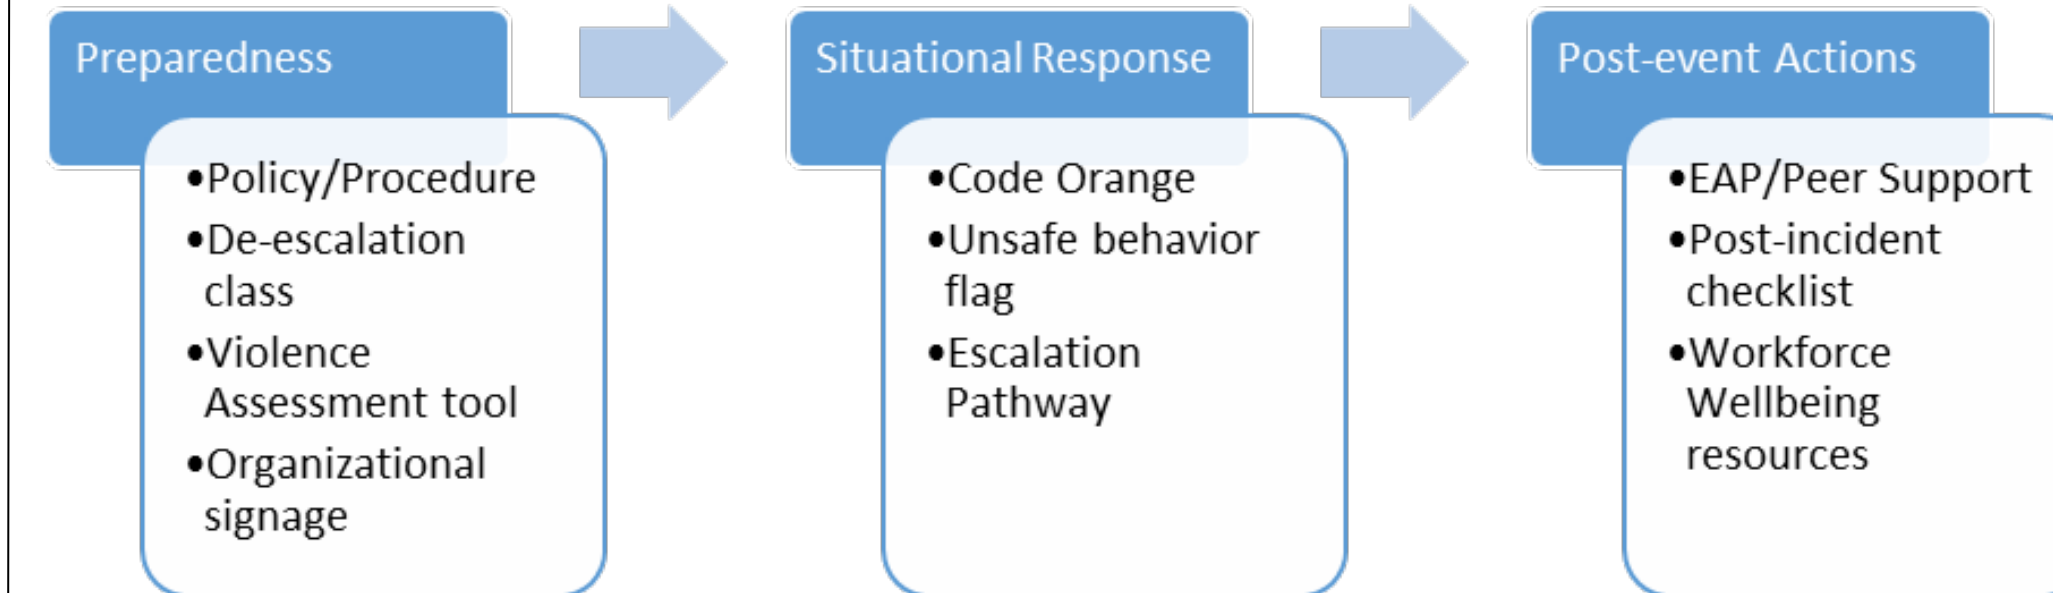 Preparedness
•Policy/Procedure
•De-escalation
class
•Violence
Assessment tool
•Organizational
signage
Situational Response
•Code Orange
•Unsafe behavior
flag
•Escalation
Pathway
Post-event Actions
•EAP/Peer Support
•Post-incident
checklist
•Workforce
Wellbeing
resources